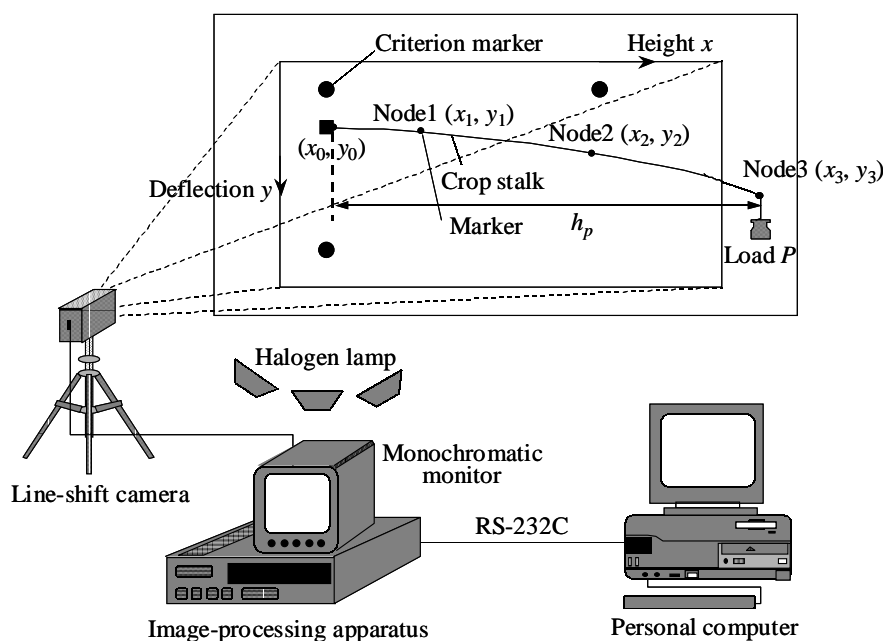 Criterion marker
Height x
Node1 (x1, y1)
Node2 (x2, y2)
(x0, y0)
Node3 (x3, y3)
Deflection y
Crop stalk
Marker
hp
Load P
Halogen lamp
Monochromatic
monitor
Line-shift camera
RS-232C
Image-processing apparatus
Personal computer